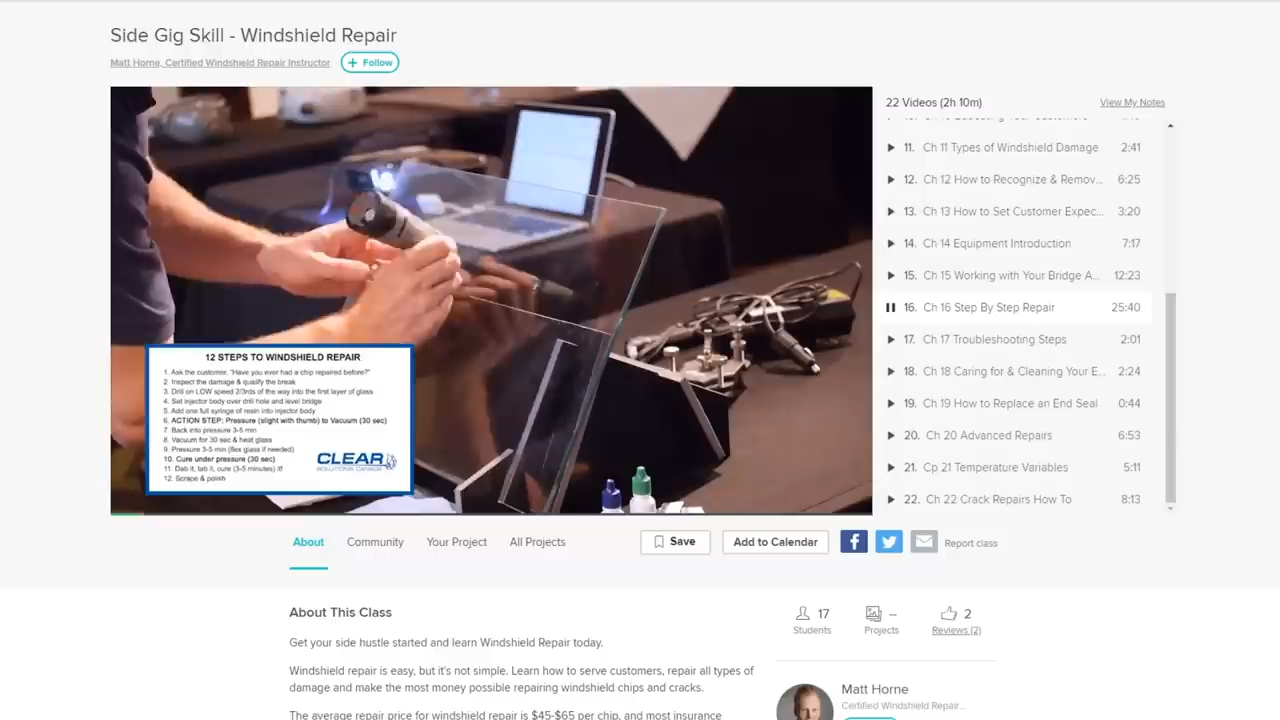 Side Gig Skill - Windshield Repair
Matt Horne, Certified Windshield Repair Instructor
+ Follow
22 Videos (2h 10m)
View My Notes
11. Ch 11 Types of Windshield Damage 2:41
12. Ch 12 How to Recognize & Remov... 6:25
13. Ch 13 How to Set Customer Expec... 3:20
14. Ch 14 Equipment Introduction 7:17
15. Ch 15 Working with Your Bridge A... 12:23
16. Ch 16 Step By Step Repair 25:40
17. Ch 17 Troubleshooting Steps 2:01
18. Ch 18 Caring for & Cleaning Your E... 2:24
19. Ch 19 How to Replace an End Seal 0:44
20. Ch 20 Advanced Repairs 6:53
21. Cp 21 Temperature Variables 5:11
22. Ch 22 Crack Repairs How To 8:13
12 STEPS TO WINDSHIELD REPAIR
1. Ask the customer, "Have you ever had a chip repaired before?"
2. Inspect the damage & qualify the break
3. Drill on LOW speed 2/3rds of the way into the first layer of glass
4. Set injector body over drill hole and level bridge
5. Add one full syringe of resin into injector body
6. ACTION STEP: Pressure (slight with thumb) to Vacuum (30 sec)
7. Back into pressure 3-5 min
8. Vacuum for 30 sec & heat glass
9. Pressure 3-5 min (flex glass if needed)
10. Cure under pressure (30 sec)
11. Dab it, tab it, cure (3-5 minutes) it!
12. Scrape & polish
CLEAR
SOLUTIONS CANADA
About
Community
Your Project
All Projects
Save
Add to Calendar
Report class
About This Class
Get your side hustle started and learn Windshield Repair today.
Windshield repair is easy, but it's not simple. Learn how to serve customers, repair all types of
damage and make the most money possible repairing windshield chips and cracks.
The average repair price for windshield repair is $45-$65 per chip, and most insurance
17
Students
--
Projects
2
Reviews (2)
Matt Horne
Certified Windshield Repair...